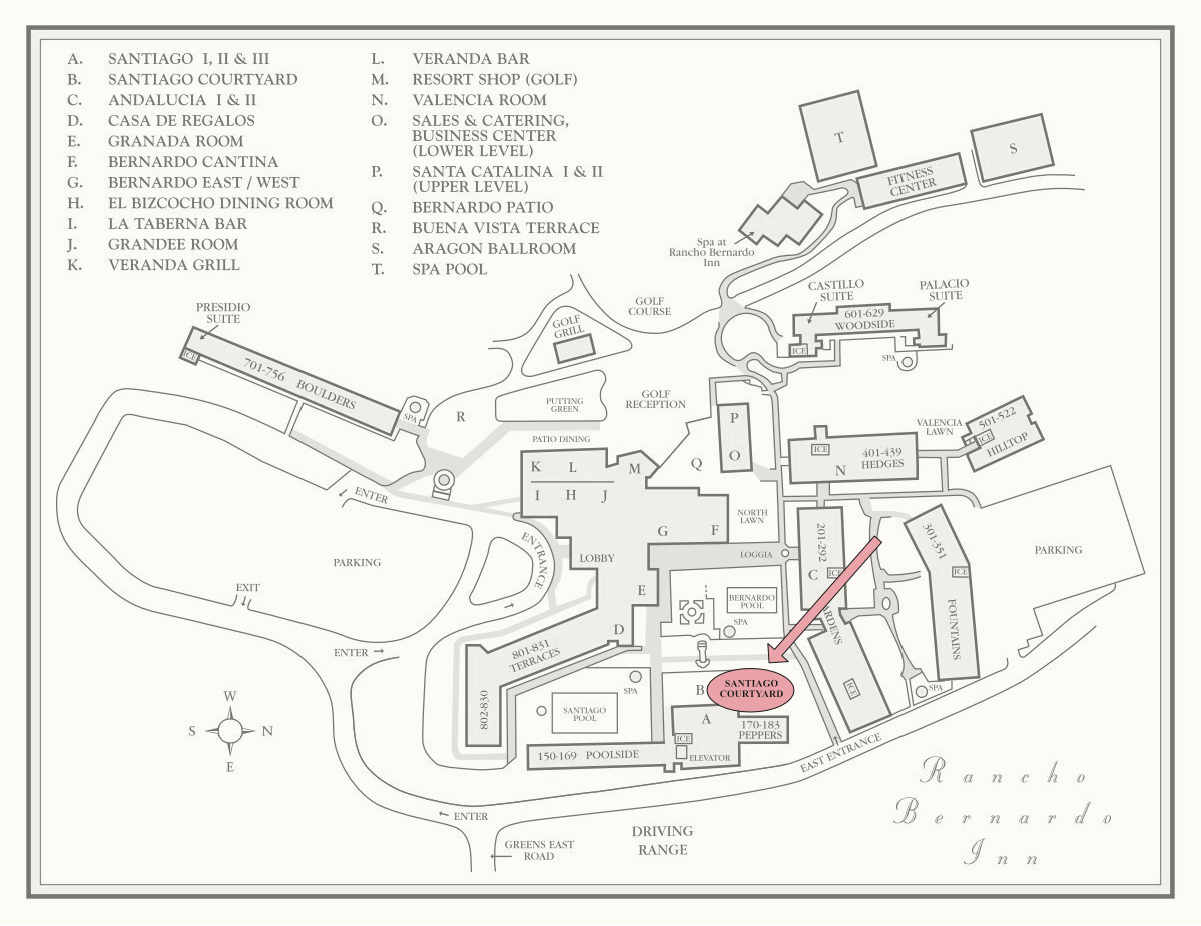 A. SANTIAGO I, II & III
B. SANTIAGO COURTYARD
C. ANDALUCIA I & II
D. CASA DE REGALOS
E. GRANADA ROOM
F. BERNARDO CANTINA
G. BERNARDO EAST / WEST
H. EL BIZCOCHO DINING ROOM
I. LA TABERNA BAR
J. GRANDEE ROOM
K. VERANDA GRILL
L. VERANDA BAR
M. RESORT SHOP (GOLF)
N. VALENCIA ROOM
O. SALES & CATERING,
BUSINESS CENTER
(LOWER LEVEL)
P. SANTA CATALINA I & II
(UPPER LEVEL)
Q. BERNARDO PATIO
R. BUENA VISTA TERRACE
S. ARAGON BALLROOM
T. SPA POOL
T
S
FITNESS
CENTER
Spa at
Rancho Bernardo
Inn
CASTILLO
SUITE
PALACIO
SUITE
601-629
WOODSIDE
ICE
SPA
GOLF
COURSE
GOLF
GRILL
PRESIDIO
SUITE
ICE
701-756 BOULDERS
SPA
R
PUTTING
GREEN
GOLF
RECEPTION
PATIO DINING
P
O
Q
VALENCIA
LAWN
501-522
ICE
HILLTOP
ICE
401-439
HEDGES
N
K L M
I H J
G F
LOBBY
E
D
NORTH
LAWN
LOGGIA
201-292
C
ICE
ARDENS
ICE
301-351
ICE
FOUNTAINS
PARKING
ENTER
ENTRANCE
PARKING
EXIT
ENTER
BERNARDO
POOL
SPA
801-831
TERRACES
802-830
SPA
SANTIAGO
POOL
B
SANTIAGO
COURTYARD
A
170-183
PEPPERS
ICE
ELEVATOR
150-169 POOLSIDE
SPA
EAST ENTRANCE
W
S N
E
ENTER
GREENS EAST
ROAD
DRIVING
RANGE
Rancho
Bernardo
Inn